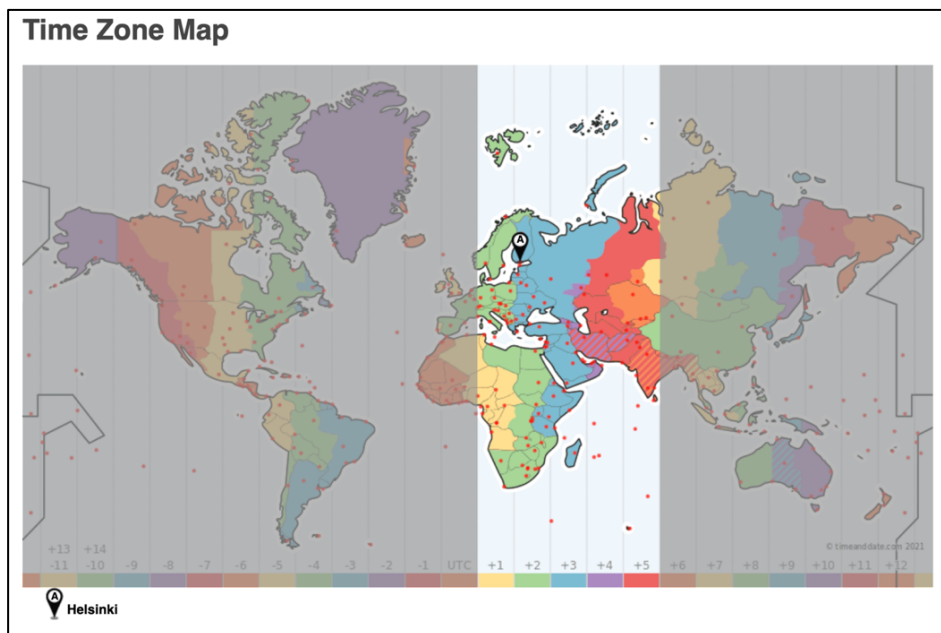 Time Zone Map
A
© timeanddate.com 2021
+13 +14
-11 -10 -9 -8 -7 -6 -5 -4 -3 -2 -1 UTC +1 +2 +3 +4 +5 +6 +7 +8 +9 +10 +11 +12
A Helsinki